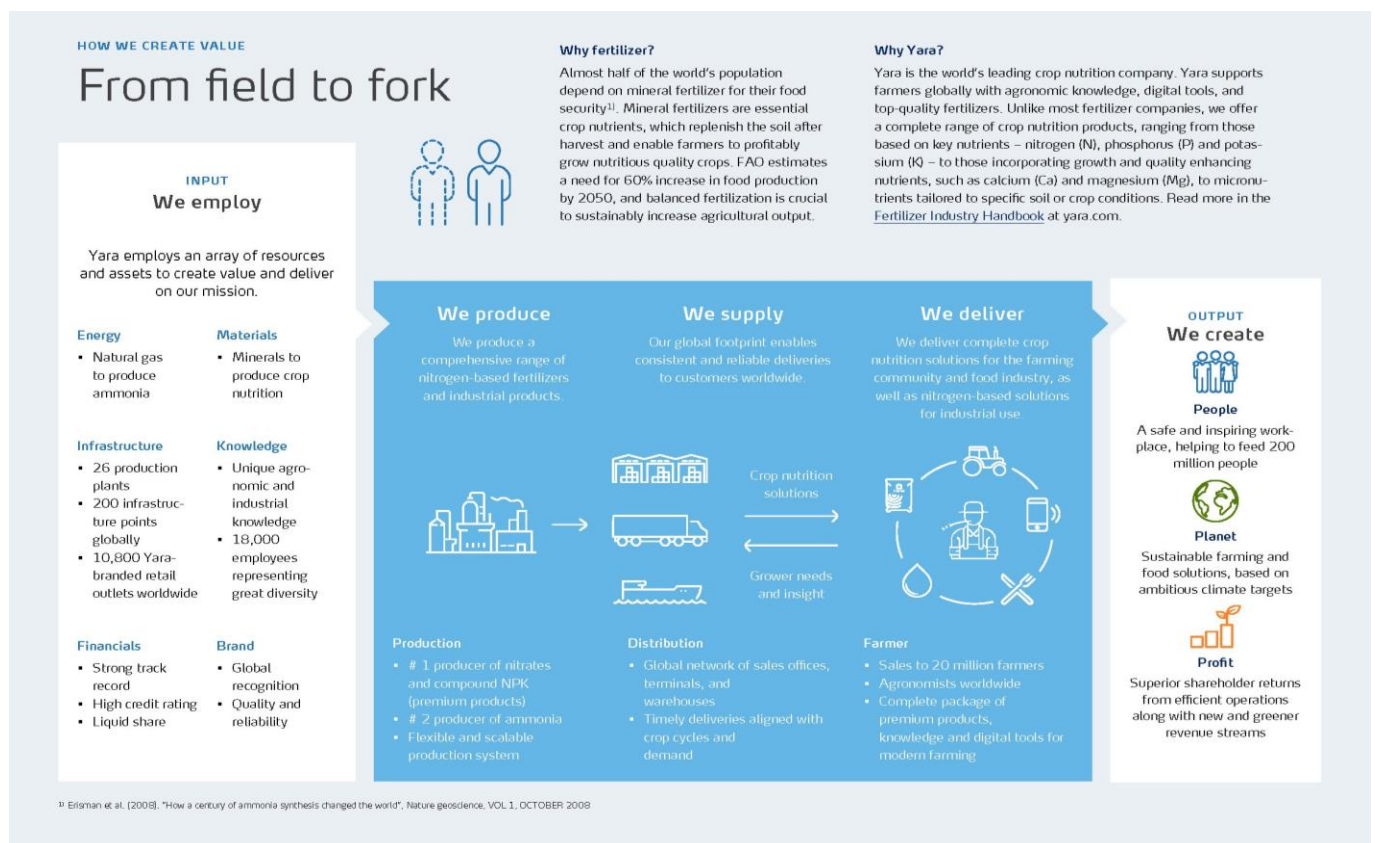 HOW WE CREATE VALUE
From field to fork
Why fertilizer?
Almost half of the world's population
depend on mineral fertilizer for their food
security¹⁾. Mineral fertilizers are essential
crop nutrients, which replenish the soil after
harvest and enable farmers to profitably
grow nutritious quality crops. FAO estimates
a need for 60% increase in food production
by 2050, and balanced fertilization is crucial
to sustainably increase agricultural output.
Why Yara?
Yara is the world's leading crop nutrition company. Yara supports
farmers globally with agronomic knowledge, digital tools, and
top-quality fertilizers. Unlike most fertilizer companies, we offer
a complete range of crop nutrition products, ranging from those
based on key nutrients – nitrogen (N), phosphorus (P) and potas-
sium (K) – to those incorporating growth and quality enhancing
nutrients, such as calcium (Ca) and magnesium (Mg), to micronu-
trients tailored to specific soil or crop conditions. Read more in the
Fertilizer Industry Handbook at yara.com.
INPUT
We employ
Yara employs an array of resources
and assets to create value and deliver
on our mission.
Energy
▪ Natural gas
to produce
ammonia
Materials
▪ Minerals to
produce crop
nutrition
Infrastructure
▪ 26 production
plants
▪ 200 infrastruc-
ture points
globally
▪ 10,800 Yara-
branded retail
outlets worldwide
Knowledge
▪ Unique agro-
nomic and
industrial
knowledge
▪ 18,000
employees
representing
great diversity
Financials
▪ Strong track
record
▪ High credit rating
▪ Liquid share
Brand
▪ Global
recognition
▪ Quality and
reliability
We produce
We produce a
comprehensive range of
nitrogen-based fertilizers
and industrial products.
We supply
Our global footprint enables
consistent and reliable deliveries
to customers worldwide.
We deliver
We deliver complete crop
nutrition solutions for the farming
community and food industry, as
well as nitrogen-based solutions
for industrial use
Crop nutrition
solutions
Grower needs
and insight
Production
▪ # 1 producer of nitrates
and compound NPK
(premium products)
▪ # 2 producer of ammonia
▪ Flexible and scalable
production system
Distribution
▪ Global network of sales offices,
terminals, and
warehouses
▪ Timely deliveries aligned with
crop cycles and
demand
Farmer
▪ Sales to 20 million farmers
▪ Agronomists worldwide
▪ Complete package of
premium products,
knowledge and digital tools for
modern farming
OUTPUT
We create
People
A safe and inspiring work-
place, helping to feed 200
million people
Planet
Sustainable farming and
food solutions, based on
ambitious climate targets
Profit
Superior shareholder returns
from efficient operations
along with new and greener
revenue streams
¹⁾ Erisman et al. (2008). "How a century of ammonia synthesis changed the world", Nature geoscience, VOL 1, OCTOBER 2008